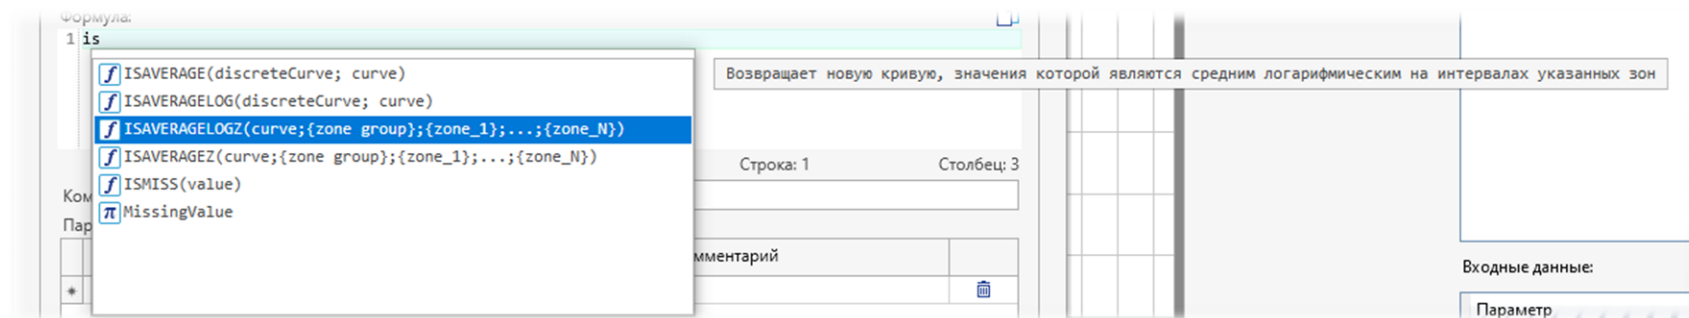 Формула:
1 is
ISAVERAGE(discreteCurve; curve)
Возвращает новую кривую, значения которой являются средним логарифмическим на интервалах указанных зон
ISAVERAGELOG(discreteCurve; curve)
ISAVERAGELOGZ(curve;{zone group};{zone_1};...;{zone_N})
ISAVERAGEZ(curve;{zone group};{zone_1};...;{zone_N})
Строка: 1 Столбец: 3
ISMISS(value)
Ком
MissingValue
Пар
мментарий
Входные данные:
Параметр